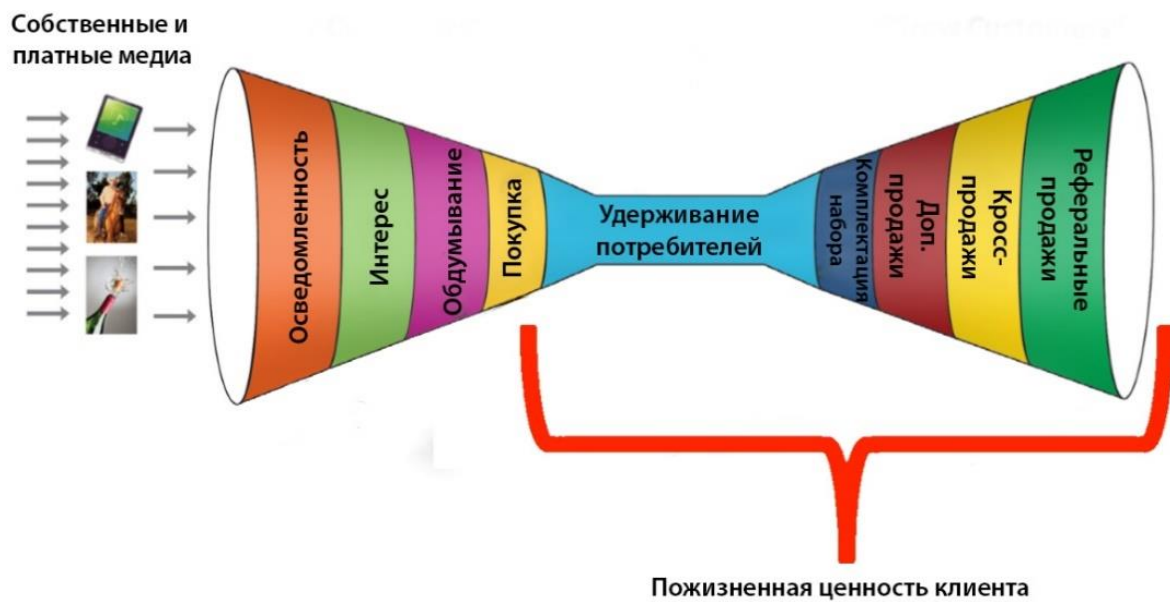 Собственные и
платные медиа
Осведомленность
Интерес
Обдумывание
Покупка
Удерживание
потребителей
Комплектация
набора
Доп.
продажи
Кросс-
продажи
Реферальные
продажи
Пожизненная ценность клиента